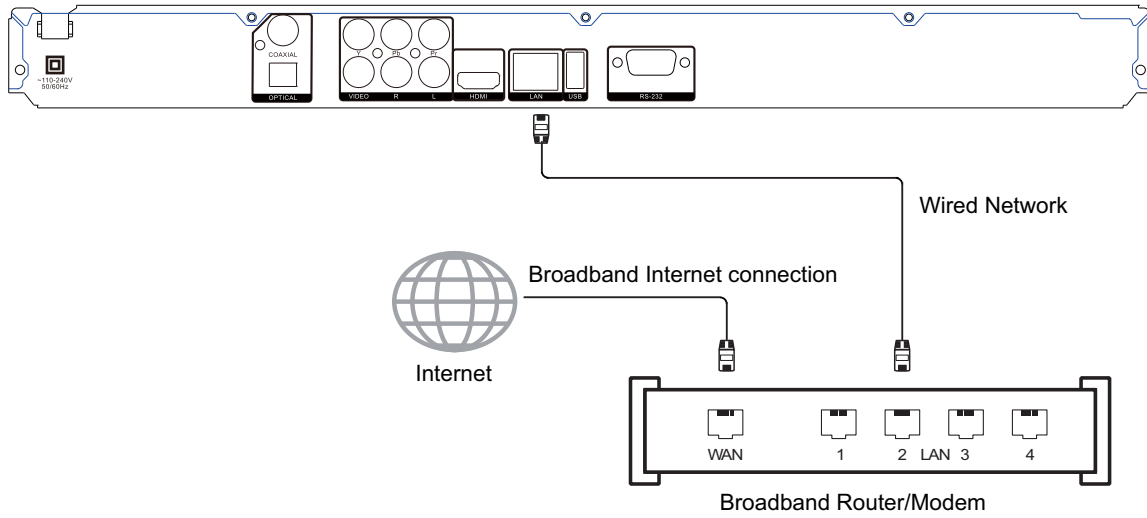 COAXIAL
Y Pb Pr
~110-240V
50/60Hz
OPTICAL
VIDEO R L
HDMI
LAN
USB
RS-232
Wired Network
Broadband Internet connection
Internet
WAN 1 2 LAN 3 4
Broadband Router/Modem